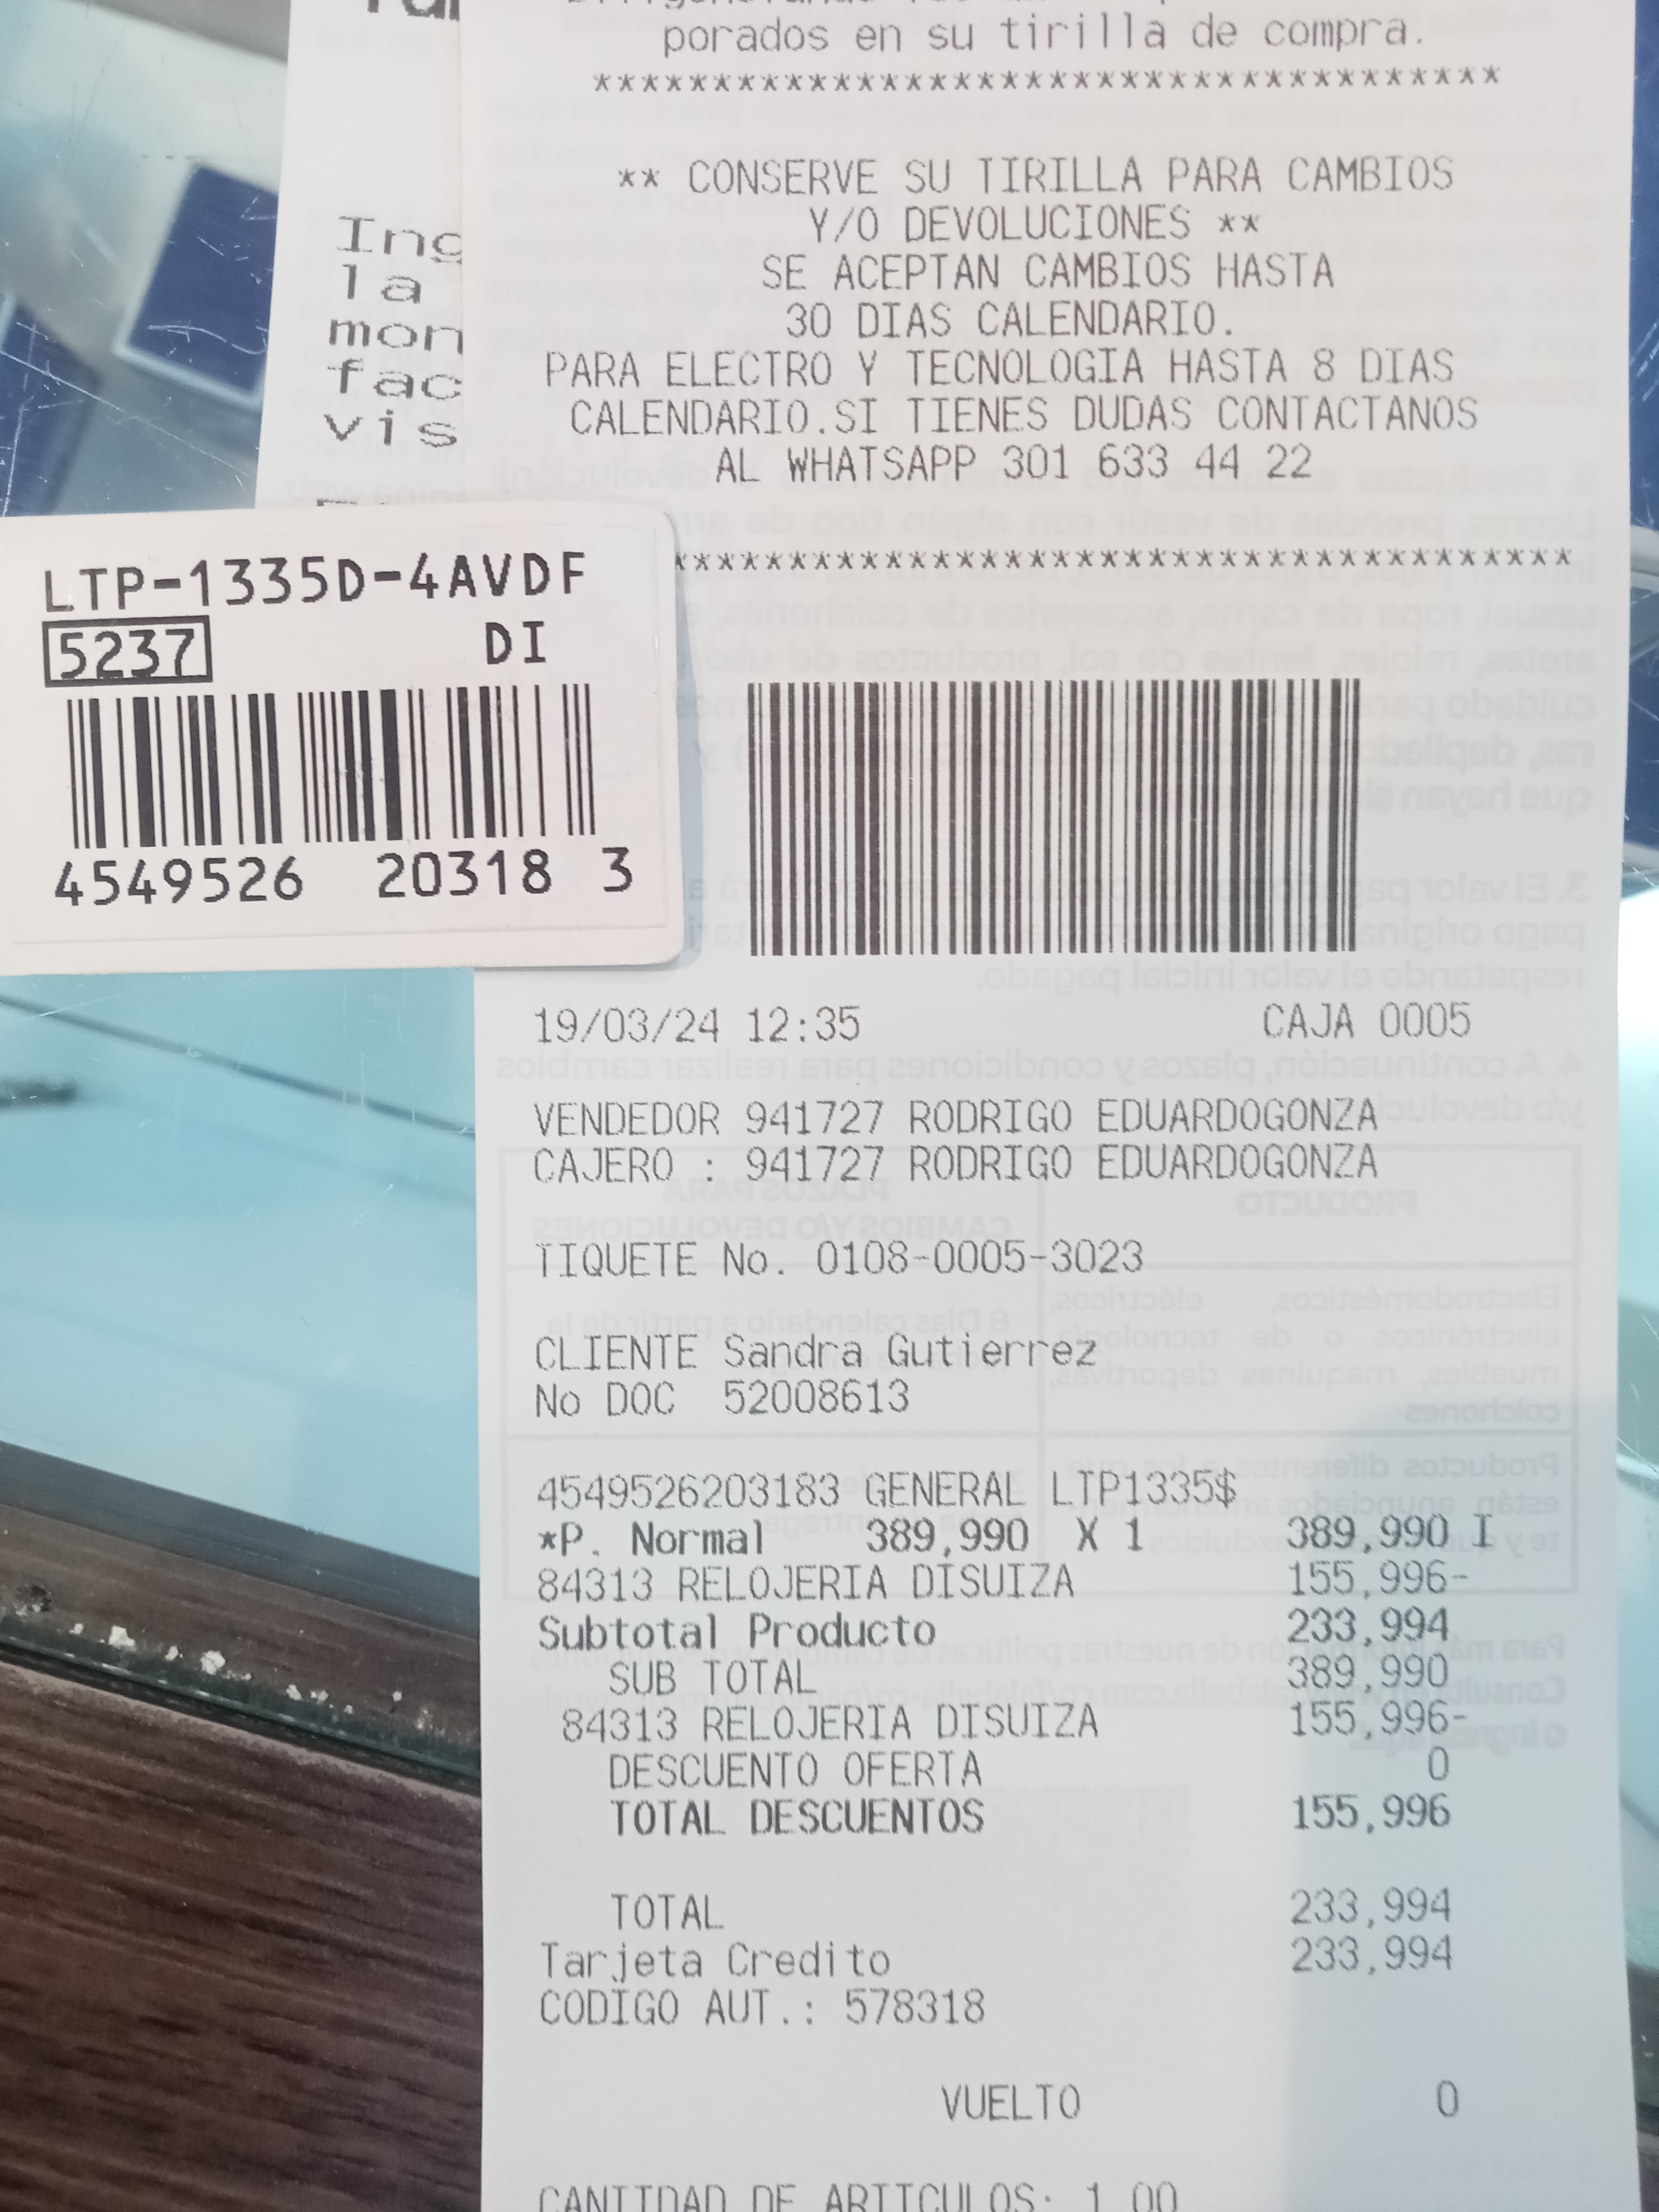 porados en su tirilla de compra.
**************************************
** CONSERVE SU TIRILLA PARA CAMBIOS
Y/O DEVOLUCIONES **
SE ACEPTAN CAMBIOS HASTA
30 DIAS CALENDARIO.
PARA ELECTRO Y TECNOLOGIA HASTA 8 DIAS
CALENDARIO.SI TIENES DUDAS CONTACTANOS
AL WHATSAPP 301 633 44 22
**************************************
Ing
la
mon
fac
vis
LTP-1335D-4AVDF
5237 DI
4549526 20318 3
19/03/24 12:35 CAJA 0005
VENDEDOR 941727 RODRIGO EDUARDOGONZA
CAJERO : 941727 RODRIGO EDUARDOGONZA
TIQUETE No. 0108-0005-3023
CLIENTE Sandra Gutierrez
No DOC 52008613
4549526203183 GENERAL LTP1335$
*P. Normal 389,990 X 1 389,990 I
84313 RELOJERIA DISUIZA 155,996-
Subtotal Producto 233,994
SUB TOTAL 389,990
84313 RELOJERIA DISUIZA 155,996-
DESCUENTO OFERTA 0
TOTAL DESCUENTOS 155,996
TOTAL 233,994
Tarjeta Credito 233,994
CODIGO AUT.: 578318
VUELTO 0
CANTIDAD DE ARTICULOS: 1.00